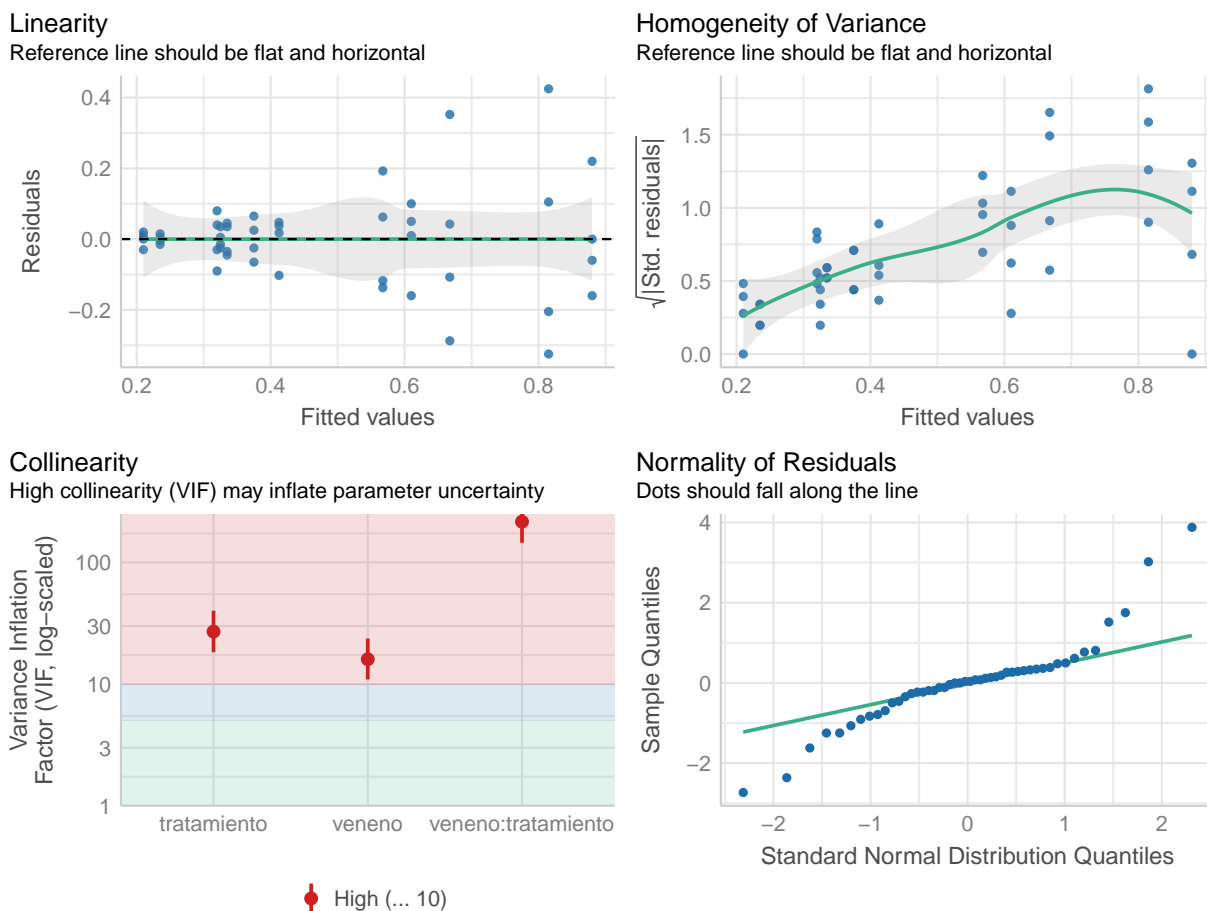 Linearity
Reference line should be flat and horizontal
0.4
0.2
0.0
−0.2
Residuals
0.2
0.4
0.6
0.8
Fitted values
Homogeneity of Variance
Reference line should be flat and horizontal
1.5
1.0
0.5
0.0
√|Std. residuals|
0.2
0.4
0.6
0.8
Fitted values
Collinearity
High collinearity (VIF) may inflate parameter uncertainty
100
30
10
3
1
Variance Inflation
Factor (VIF, log−scaled)
tratamiento
veneno
veneno:tratamiento
High (... 10)
Normality of Residuals
Dots should fall along the line
4
2
0
−2
Sample Quantiles
−2
−1
0
1
2
Standard Normal Distribution Quantiles